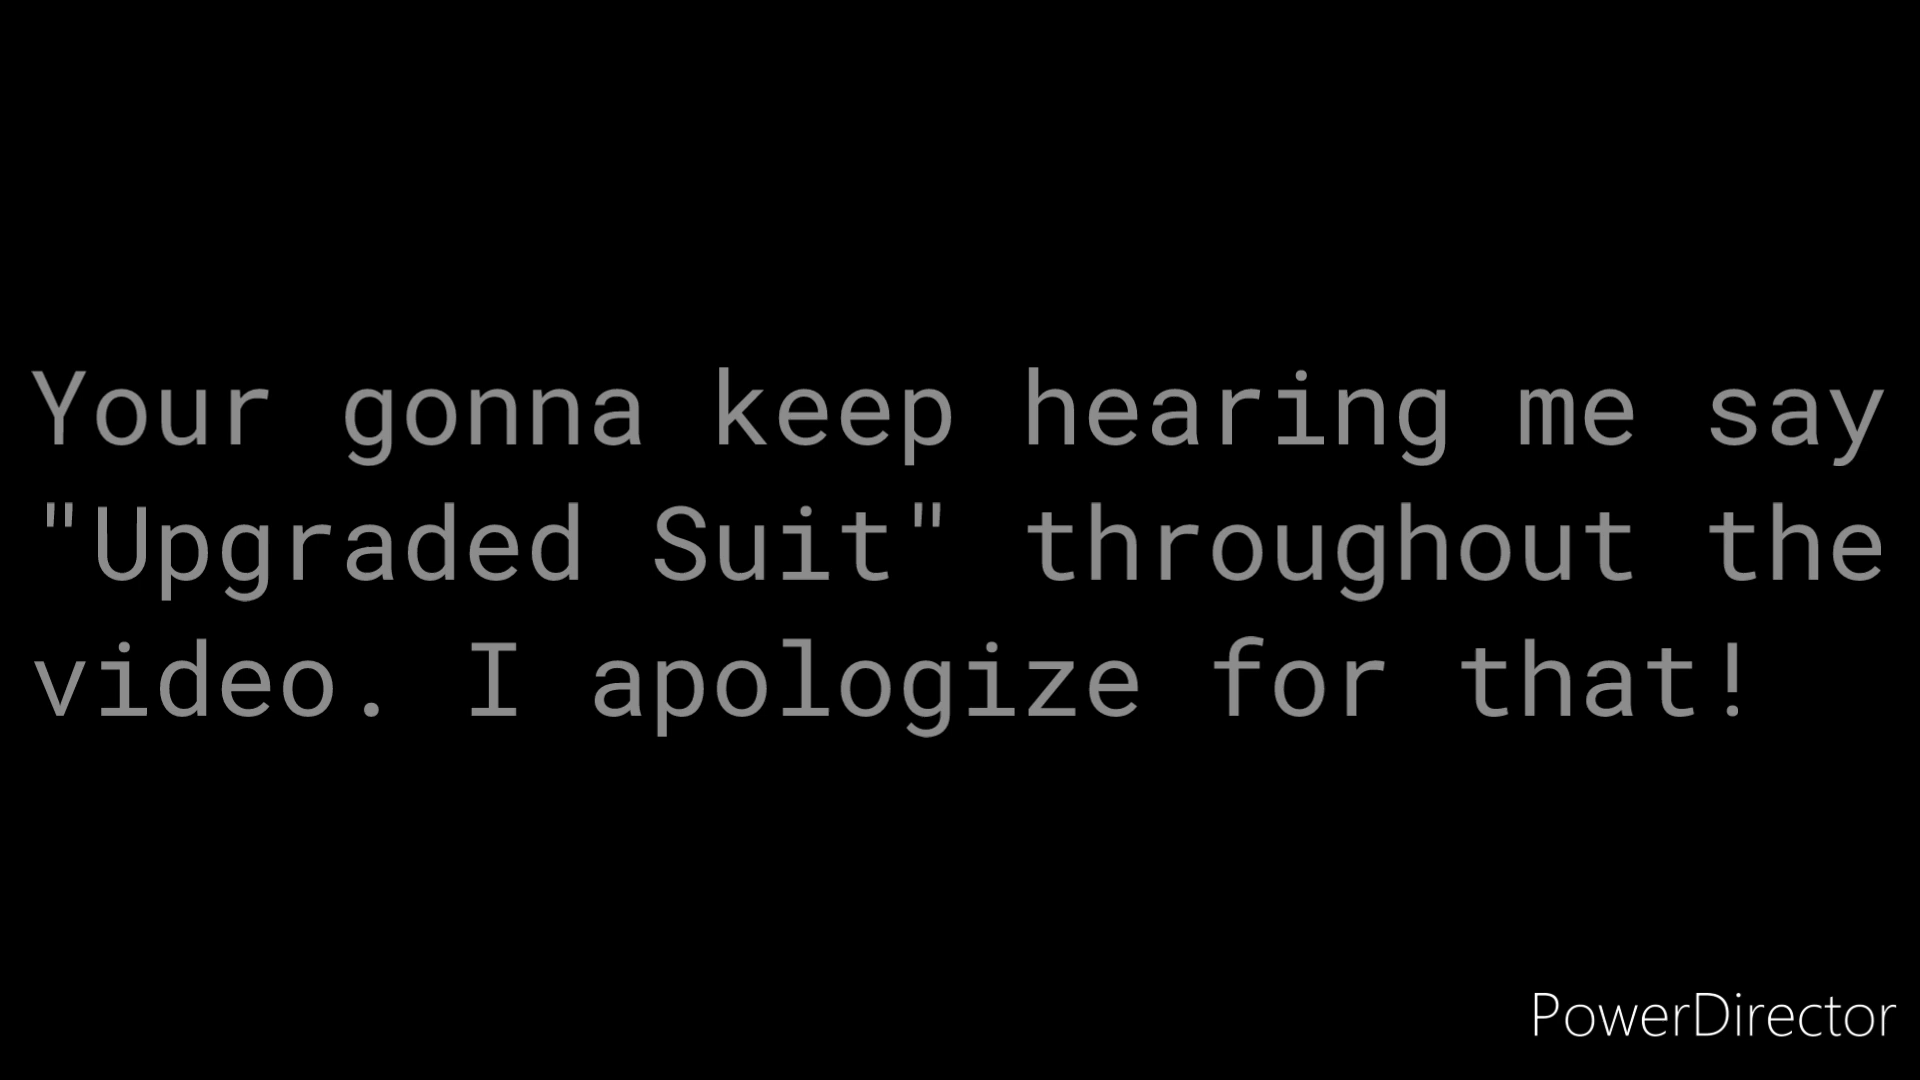 Your gonna keep hearing me say
"Upgraded Suit" throughout the
video. I apologize for that!
PowerDirector